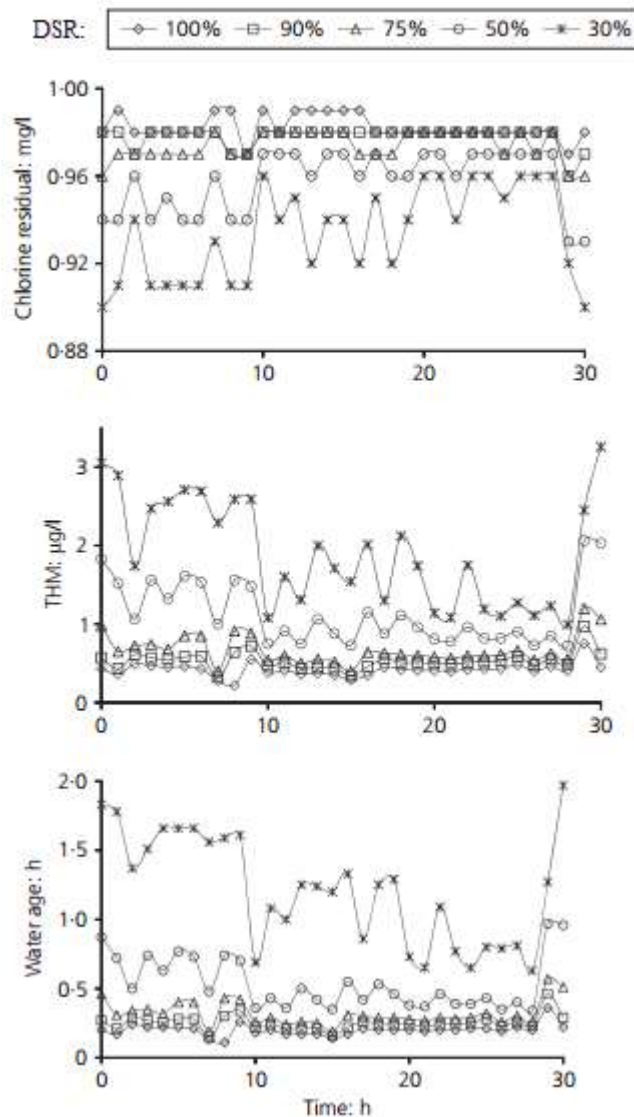 DSR: 100% 90% 75% 50% 30%
Chlorine residual: mg/l
1·00
0·96
0·92
0·88
0 10 20 30
THM: µg/l
3
2
1
0
0 10 20 30
Water age: h
2·0
1·5
1·0
0·5
0
0 10 20 30
Time: h